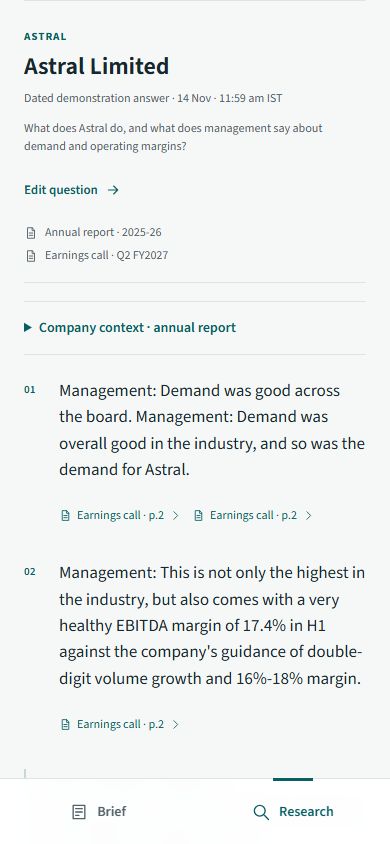 ASTRAL
Astral Limited
Dated demonstration answer · 14 Nov · 11:59 am IST
What does Astral do, and what does management say about
demand and operating margins?
Edit question →
Annual report · 2025-26
Earnings call · Q2 FY2027
Company context · annual report
01
Management: Demand was good across
the board. Management: Demand was
overall good in the industry, and so was the
demand for Astral.
Earnings call · p.2 Earnings call · p.2
02
Management: This is not only the highest in
the industry, but also comes with a very
healthy EBITDA margin of 17.4% in H1
against the company's guidance of double-
digit volume growth and 16%-18% margin.
Earnings call · p.2
Brief Research